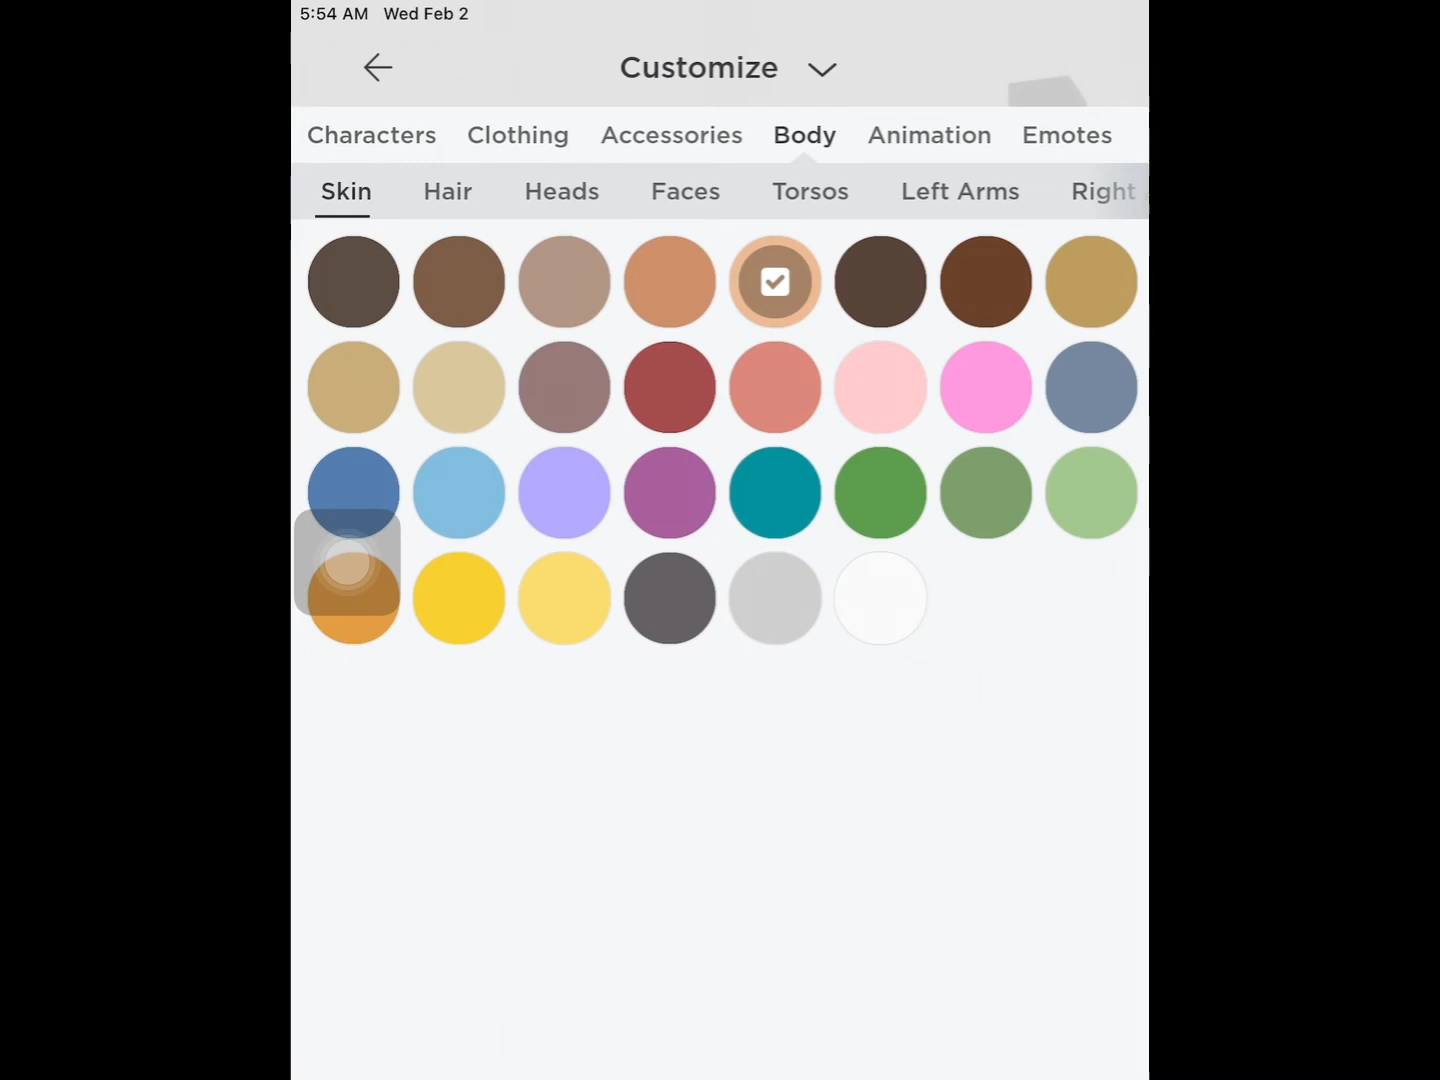 5:54 AM Wed Feb 2
Customize
Characters Clothing Accessories Body Animation Emotes
Skin Hair Heads Faces Torsos Left Arms Right